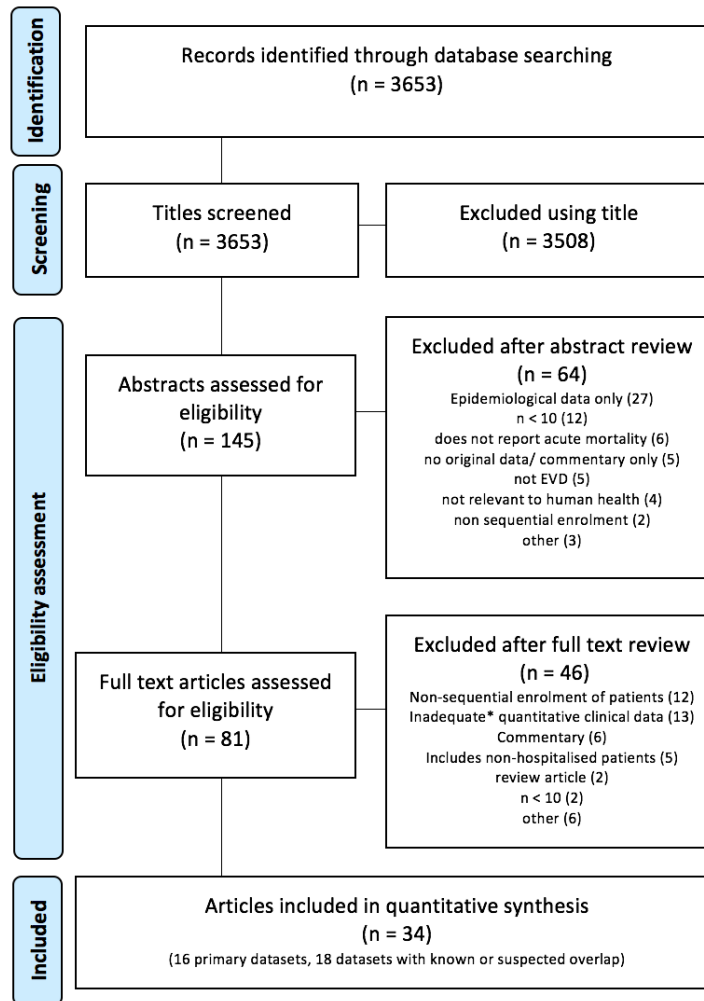 Identification
Records identified through database searching
(n = 3653)
Screening
Titles screened
(n = 3653)
Excluded using title
(n = 3508)
Eligibility assessment
Abstracts assessed for
eligibility
(n = 145)
Excluded after abstract review
(n = 64)
Epidemiological data only (27)
n < 10 (12)
does not report acute mortality (6)
no original data/ commentary only (5)
not EVD (5)
not relevant to human health (4)
non sequential enrolment (2)
other (3)
Full text articles assessed
for eligibility
(n = 81)
Excluded after full text review
(n = 46)
Non-sequential enrolment of patients (12)
Inadequate* quantitative clinical data (13)
Commentary (6)
Includes non-hospitalised patients (5)
review article (2)
n < 10 (2)
other (6)
Included
Articles included in quantitative synthesis
(n = 34)
(16 primary datasets, 18 datasets with known or suspected overlap)